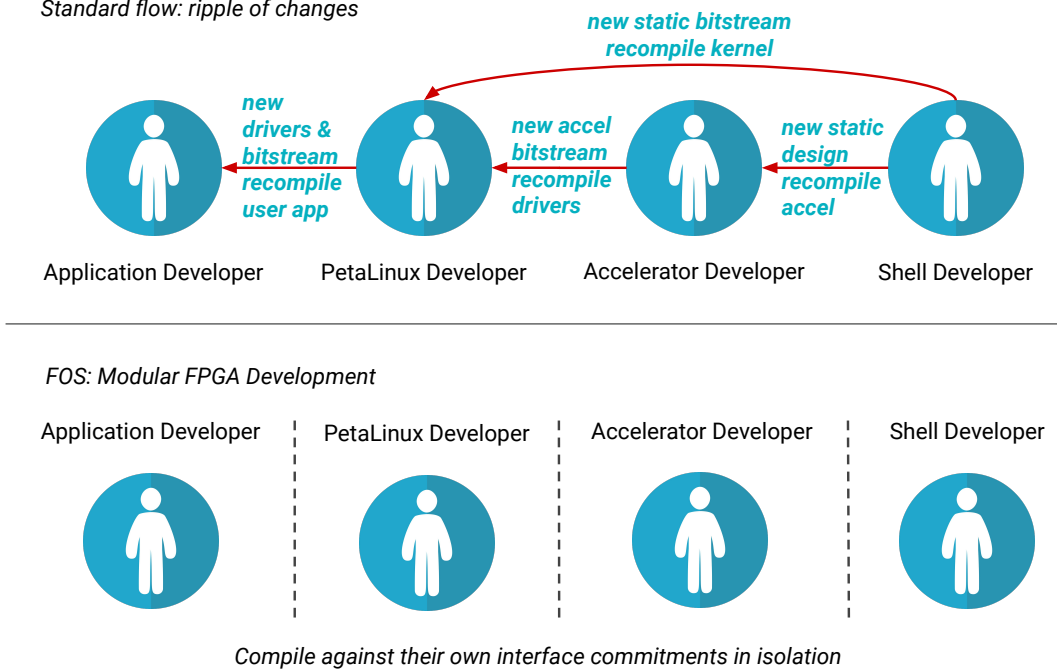 Standard flow: ripple of changes
new static bitstream
recompile kernel
new
drivers &
bitstream
recompile
user app
new accel
bitstream
recompile
drivers
new static
design
recompile
accel
Application Developer
PetaLinux Developer
Accelerator Developer
Shell Developer
FOS: Modular FPGA Development
Application Developer
PetaLinux Developer
Accelerator Developer
Shell Developer
Compile against their own interface commitments in isolation